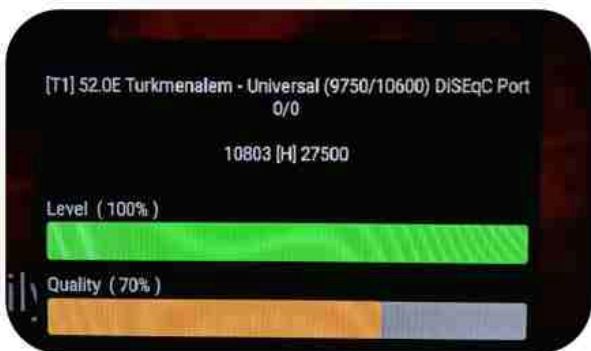 [T1] 52.0E Turkmenalem - Universal (9750/10600) DiSEqC Port
0/0
10803 [H] 27500
Level ( 100% )
Quality ( 70% )